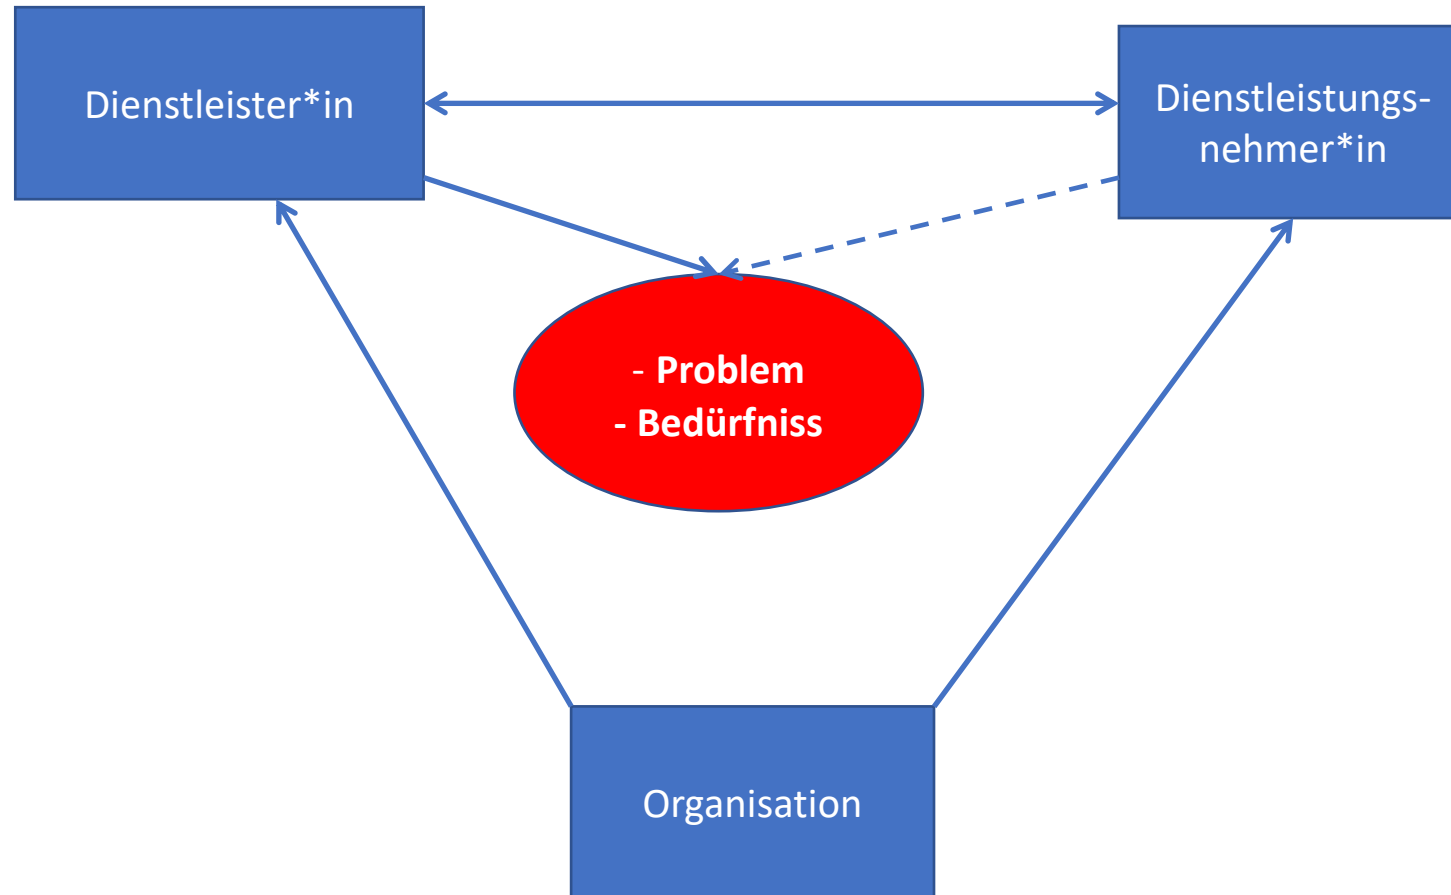 Dienstleister*in
Dienstleistungs-
nehmer*in
- Problem
- Bedürfniss
Organisation